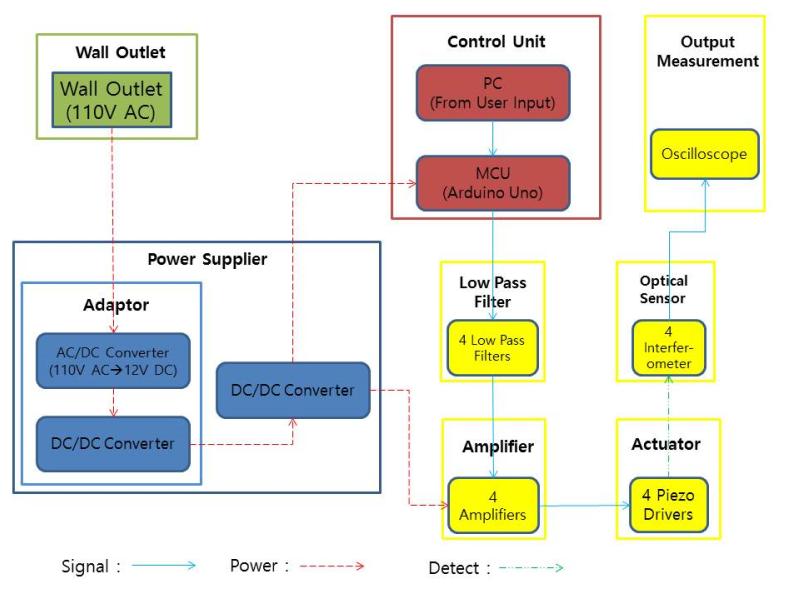 Wall Outlet
Wall Outlet
(110V AC)
Control Unit
PC
(From User Input)
MCU
(Arduino Uno)
Output
Measurement
Oscilloscope
Power Supplier
Adaptor
AC/DC Converter
(110V AC→12V DC)
DC/DC Converter
DC/DC Converter
Low Pass
Filter
4 Low Pass
Filters
Optical
Sensor
4
Interfer-
ometer
Amplifier
4
Amplifiers
Actuator
4 Piezo
Drivers
Signal :
Power :
Detect :